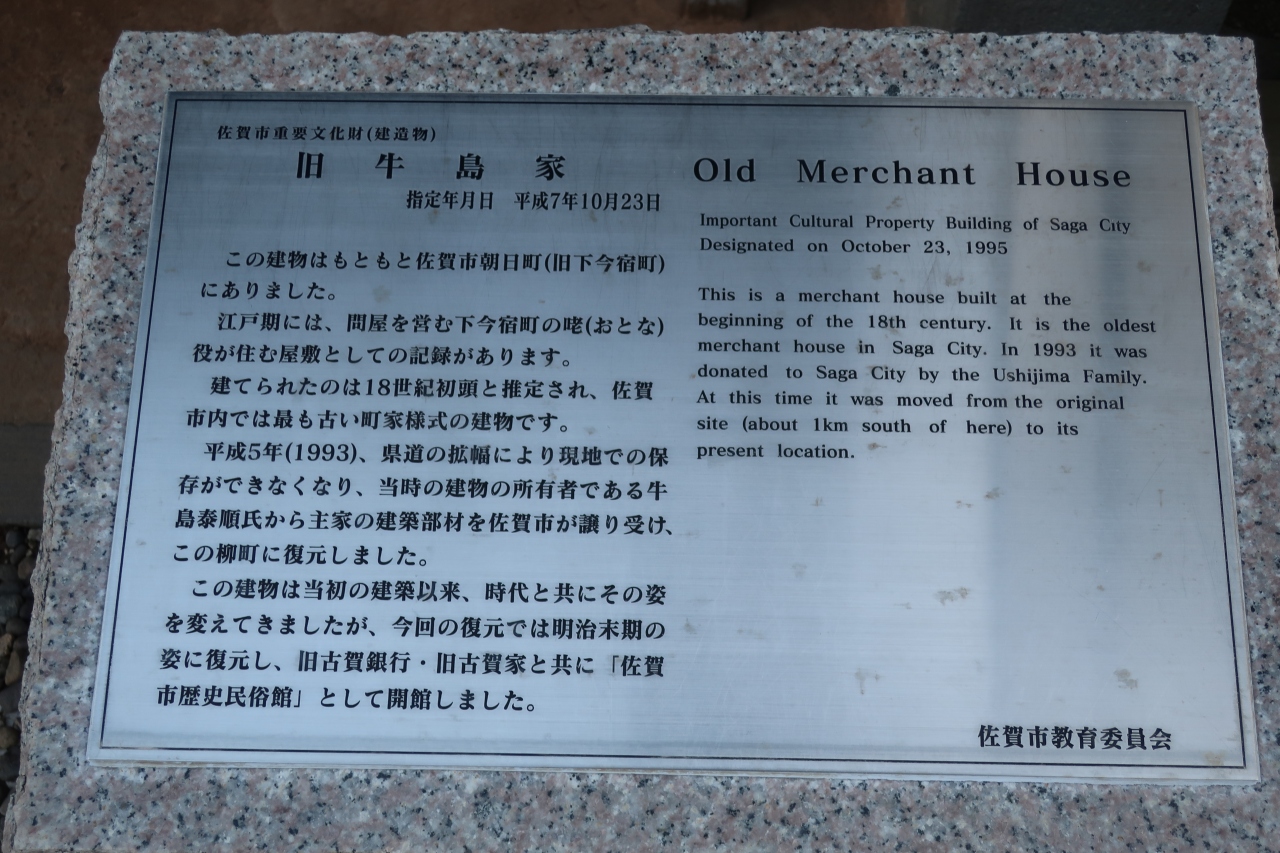 佐賀市重要文化財(建造物)
旧 牛 島 家
指定年月日 平成7年10月23日
この建物はもともと佐賀市朝日町(旧下今宿町)
にありました。
江戸期には、問屋を営む下今宿町の咾(おとな)
役が住む屋敷としての記録があります。
建てられたのは18世紀初頭と推定され、佐賀
市内では最も古い町家様式の建物です。
平成5年(1993)、県道の拡幅により現地での保
存ができなくなり、当時の建物の所有者である牛
島泰順氏から主家の建築部材を佐賀市が譲り受け、
この柳町に復元しました。
この建物は当初の建築以来、時代と共にその姿
を変えてきましたが、今回の復元では明治末期の
姿に復元し、旧古賀銀行・旧古賀家と共に「佐賀
市歴史民俗館」として開館しました。
Old Merchant House
Important Cultural Property Building of Saga City
Designated on October 23, 1995
This is a merchant house built at the
beginning of the 18th century. It is the oldest
merchant house in Saga City. In 1993 it was
donated to Saga City by the Ushijima Family.
At this time it was moved from the original
site (about 1km south of here) to its
present location.
佐賀市教育委員会